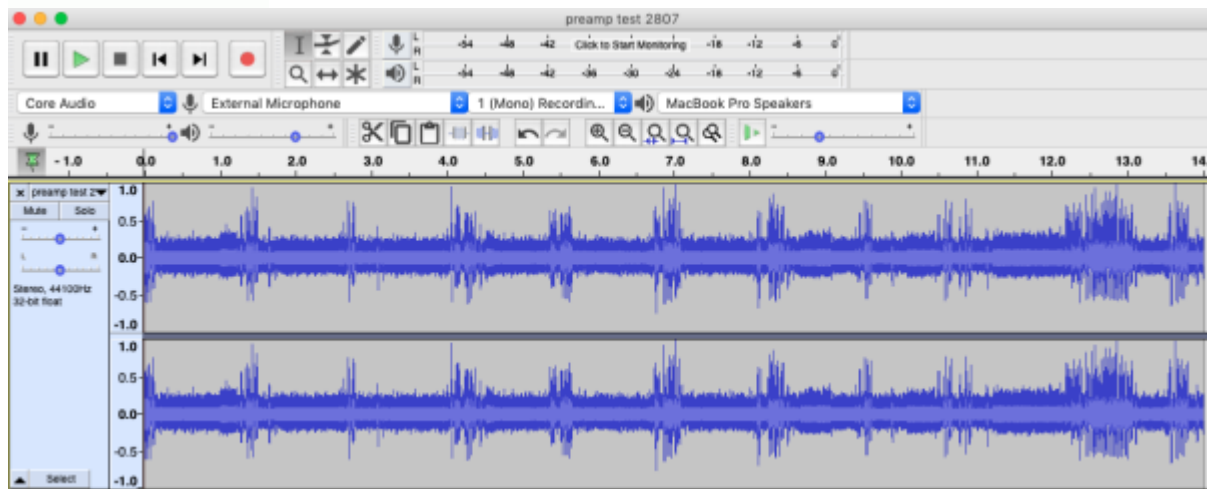 preamp test 2807
L -54 -48 -42 Click to Start Monitoring -18 -12 -6 0
R
L -54 -48 -42 -36 -30 -24 -18 -12 -6 0
R
Core Audio External Microphone 1 (Mono) Recordin... MacBook Pro Speakers
- + - + - +
- 1.0 0.0 1.0 2.0 3.0 4.0 5.0 6.0 7.0 8.0 9.0 10.0 11.0 12.0 13.0 14.
x preamp test 2 1.0
Mute Solo
- + 0.5
L R 0.0
Stereo, 44100Hz -0.5
32-bit float
-1.0
1.0
0.5
0.0
-0.5
Select -1.0